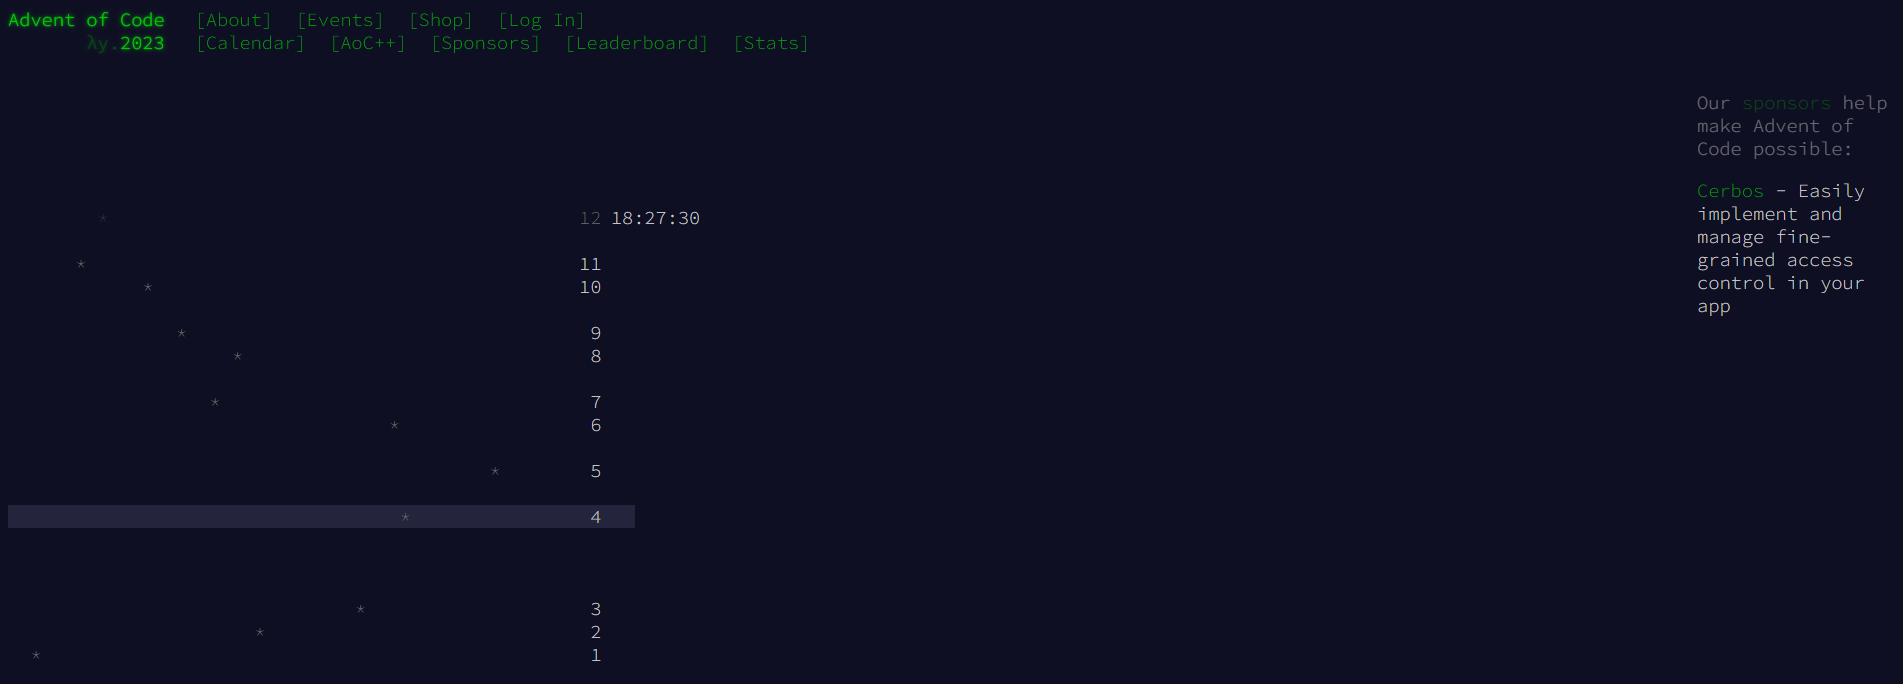 Advent of Code [About] [Events] [Shop] [Log In]
λy.2023 [Calendar] [AoC++] [Sponsors] [Leaderboard] [Stats]
Our sponsors help
make Advent of
Code possible:
Cerbos - Easily
implement and
manage fine-
grained access
control in your
app
* 12 18:27:30
* 11
* 10
* 9
* 8
* 7
* 6
* 5
* 4
* 3
* 2
* 1